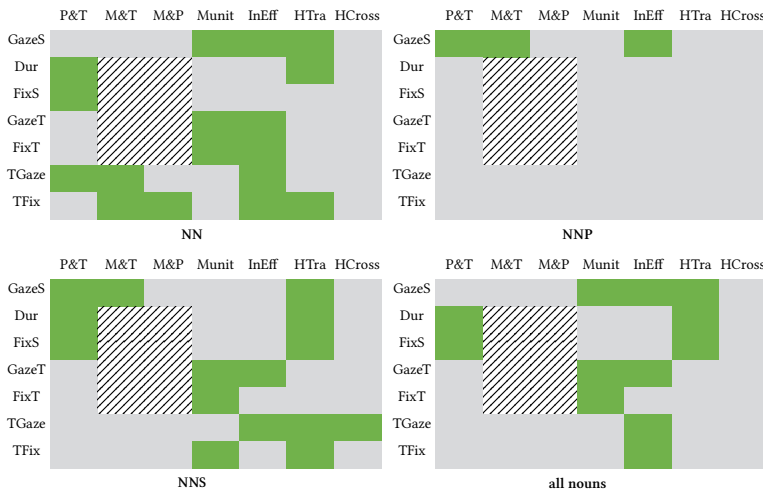 P&T M&T M&P Munit InEff HTra HCross
GazeS
Dur
FixS
GazeT
FixT
TGaze
TFix
NN
P&T M&T M&P Munit InEff HTra HCross
GazeS
Dur
FixS
GazeT
FixT
TGaze
TFix
NNP
P&T M&T M&P Munit InEff HTra HCross
GazeS
Dur
FixS
GazeT
FixT
TGaze
TFix
NNS
P&T M&T M&P Munit InEff HTra HCross
GazeS
Dur
FixS
GazeT
FixT
TGaze
TFix
all nouns